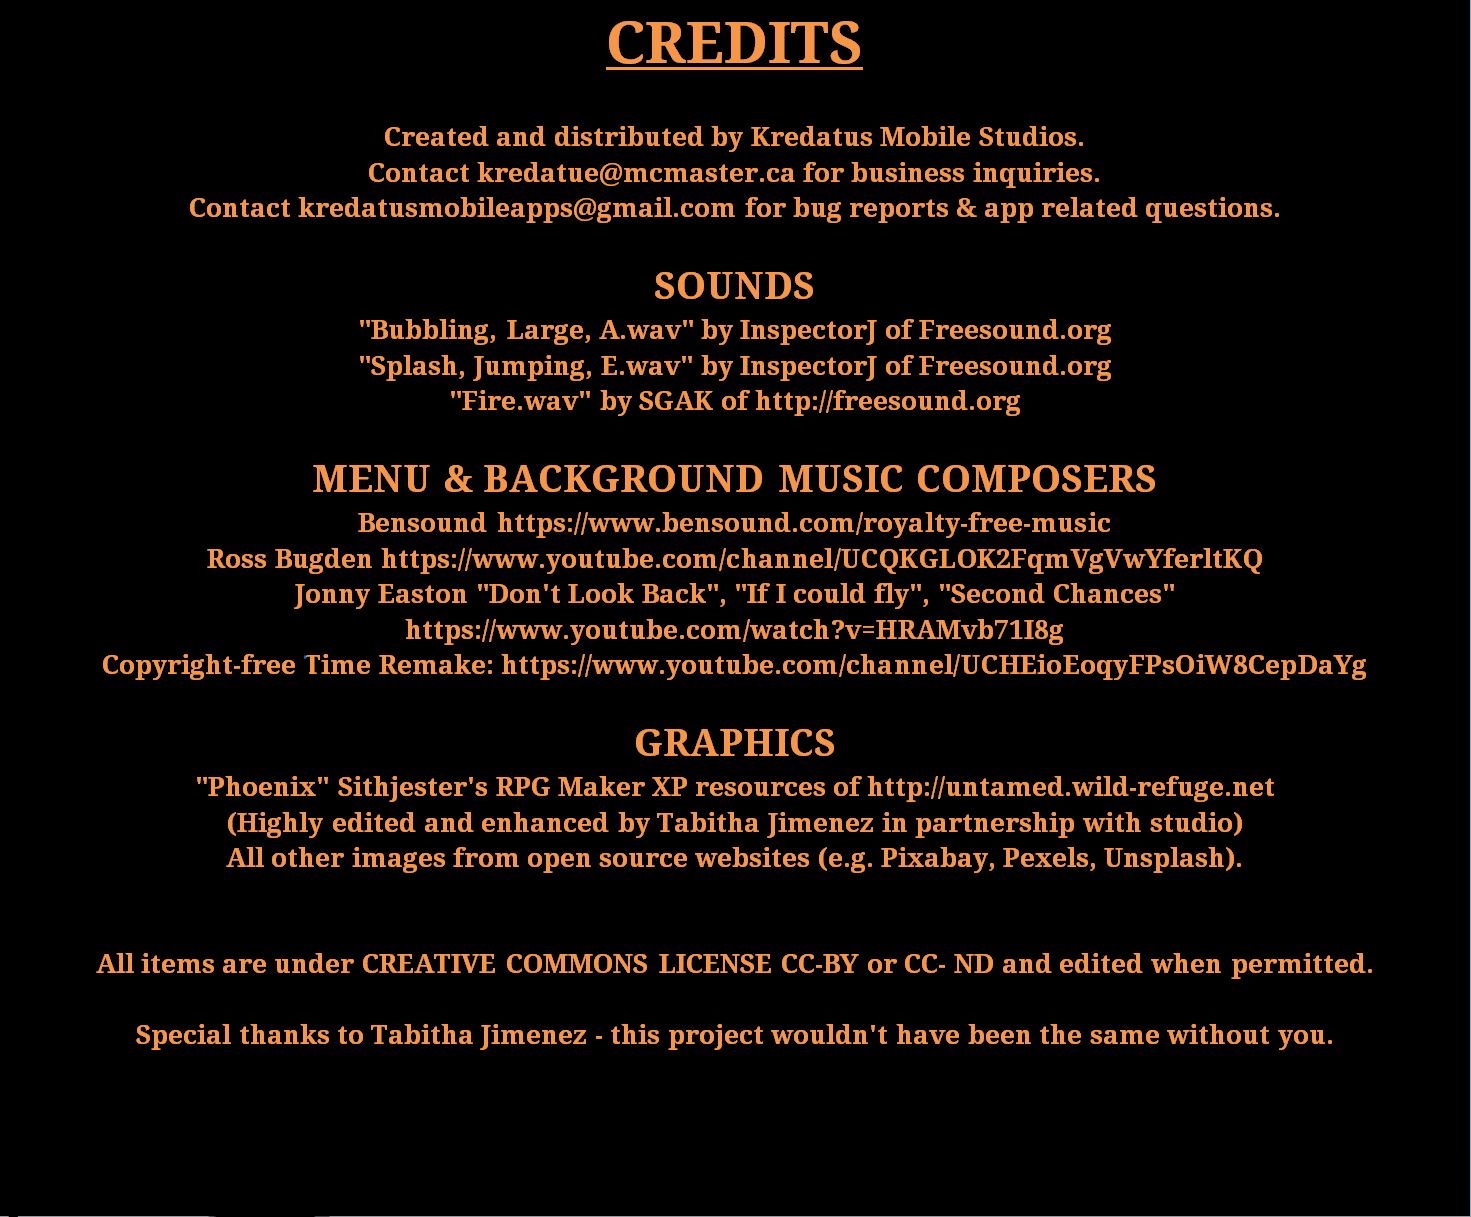 CREDITS
Created and distributed by Kredatus Mobile Studios.
Contact kredatue@mcmaster.ca for business inquiries.
Contact kredatusmobileapps@gmail.com for bug reports & app related questions.
SOUNDS
"Bubbling, Large, A.wav" by InspectorJ of Freesound.org
"Splash, Jumping, E.wav" by InspectorJ of Freesound.org
"Fire.wav" by SGAK of http://freesound.org
MENU & BACKGROUND MUSIC COMPOSERS
Bensound https://www.bensound.com/royalty-free-music
Ross Bugden https://www.youtube.com/channel/UCQKGLOK2FqmVgVwYferltKQ
Jonny Easton "Don't Look Back", "If I could fly", "Second Chances"
https://www.youtube.com/watch?v=HRAMvb71I8g
Copyright-free Time Remake: https://www.youtube.com/channel/UCHEioEoqyFPsOiW8CepDaYg
GRAPHICS
"Phoenix" Sithjester's RPG Maker XP resources of http://untamed.wild-refuge.net
(Highly edited and enhanced by Tabitha Jimenez in partnership with studio)
All other images from open source websites (e.g. Pixabay, Pexels, Unsplash).
All items are under CREATIVE COMMONS LICENSE CC-BY or CC- ND and edited when permitted.
Special thanks to Tabitha Jimenez - this project wouldn't have been the same without you.